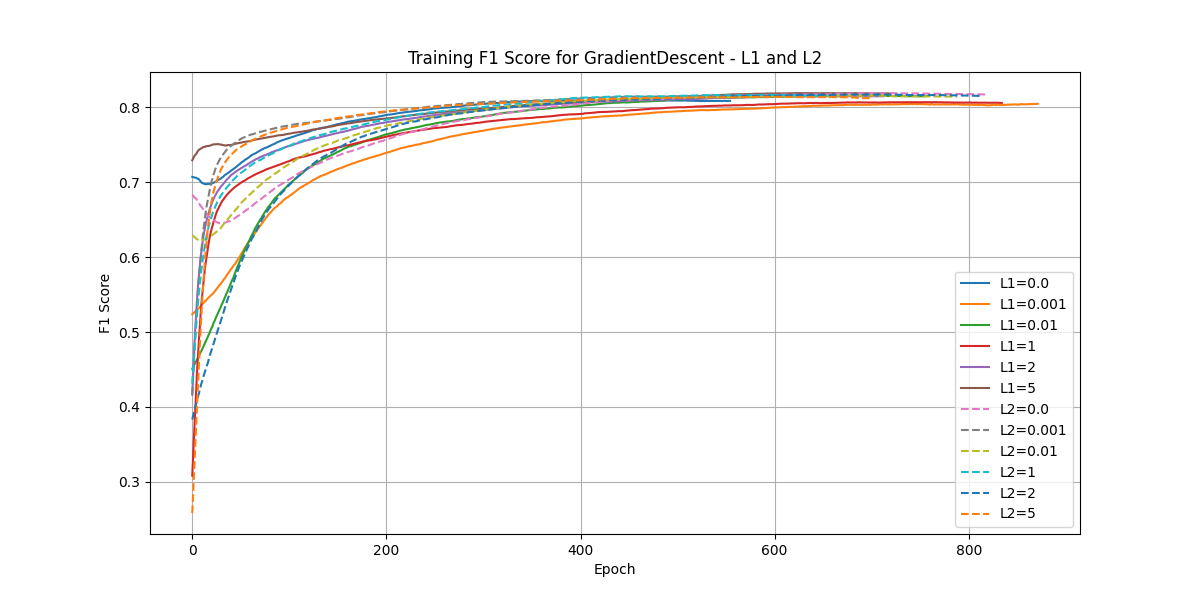 Training F1 Score for GradientDescent - L1 and L2
F1 Score
0.8
0.7
0.6
0.5
0.4
0.3
0
200
400
600
800
Epoch
L1=0.0
L1=0.001
L1=0.01
L1=1
L1=2
L1=5
L2=0.0
L2=0.001
L2=0.01
L2=1
L2=2
L2=5